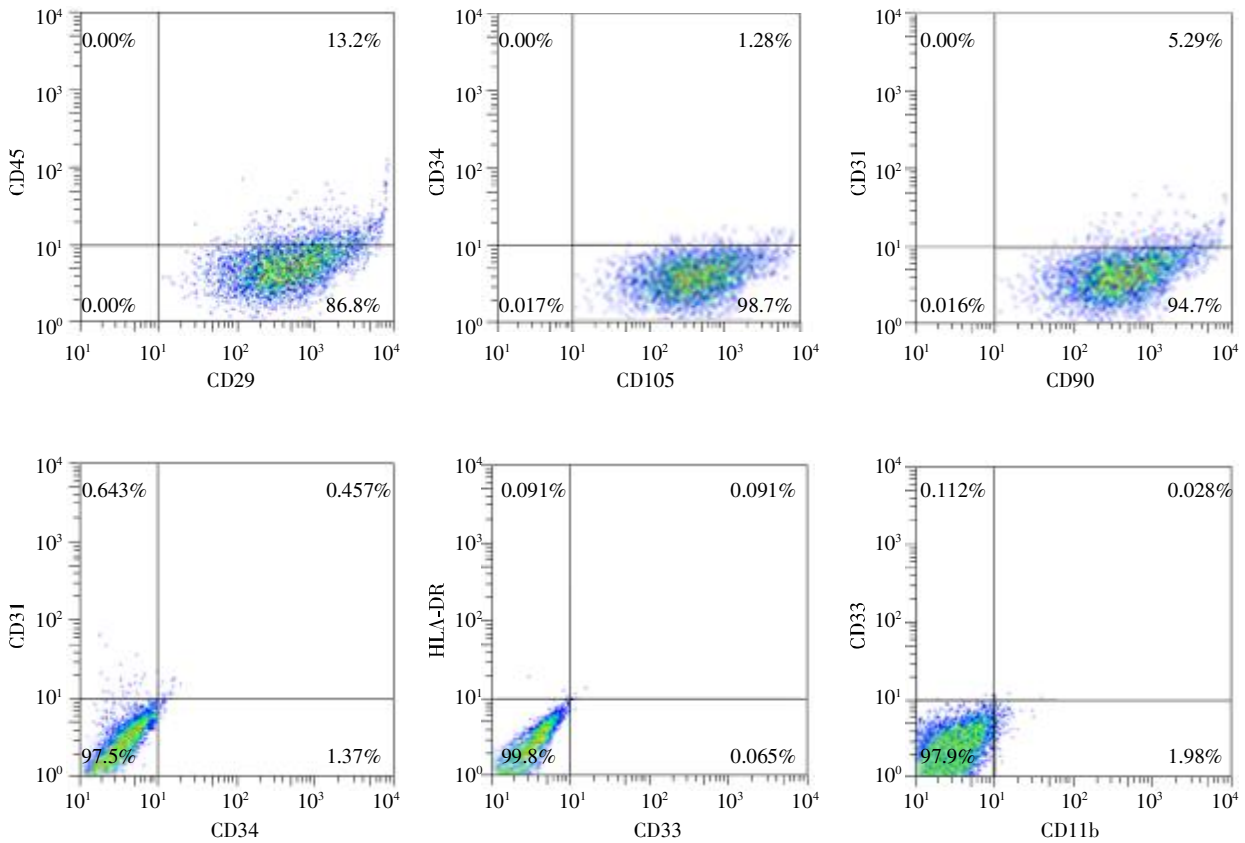 10⁴ 0.00% 13.2%
10³
CD45
10²
10¹
0.00% 86.8%
10⁰
10¹ 10¹ 10² 10³ 10⁴
CD29
10⁴ 0.00% 1.28%
10³
CD34
10²
10¹
0.017% 98.7%
10⁰
10¹ 10¹ 10² 10³ 10⁴
CD105
10⁴ 0.00% 5.29%
10³
CD31
10²
10¹
0.016% 94.7%
10⁰
10¹ 10¹ 10² 10³ 10⁴
CD90
10⁴ 0.643% 0.457%
10³
CD31
10²
10¹
97.5% 1.37%
10⁰
10¹ 10¹ 10² 10³ 10⁴
CD34
10⁴ 0.091% 0.091%
10³
HLA-DR
10²
10¹
99.8% 0.065%
10⁰
10¹ 10¹ 10² 10³ 10⁴
CD33
10⁴ 0.112% 0.028%
10³
CD33
10²
10¹
97.9% 1.98%
10⁰
10¹ 10¹ 10² 10³ 10⁴
CD11b